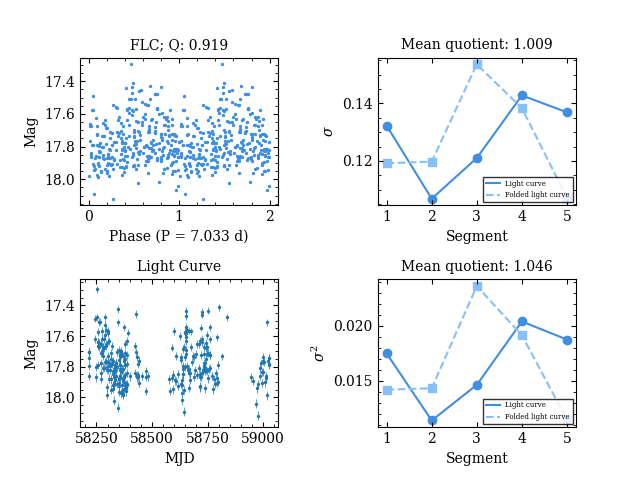 FLC; Q: 0.919
Mag
17.4
17.6
17.8
18.0
0
1
2
Phase (P = 7.033 d)
Mean quotient: 1.009
σ
0.14
0.12
1
2
3
4
5
Segment
Light curve
Folded light curve
Light Curve
Mag
17.4
17.6
17.8
18.0
58250
58500
58750
59000
MJD
Mean quotient: 1.046
σ²
0.020
0.015
1
2
3
4
5
Segment
Light curve
Folded light curve